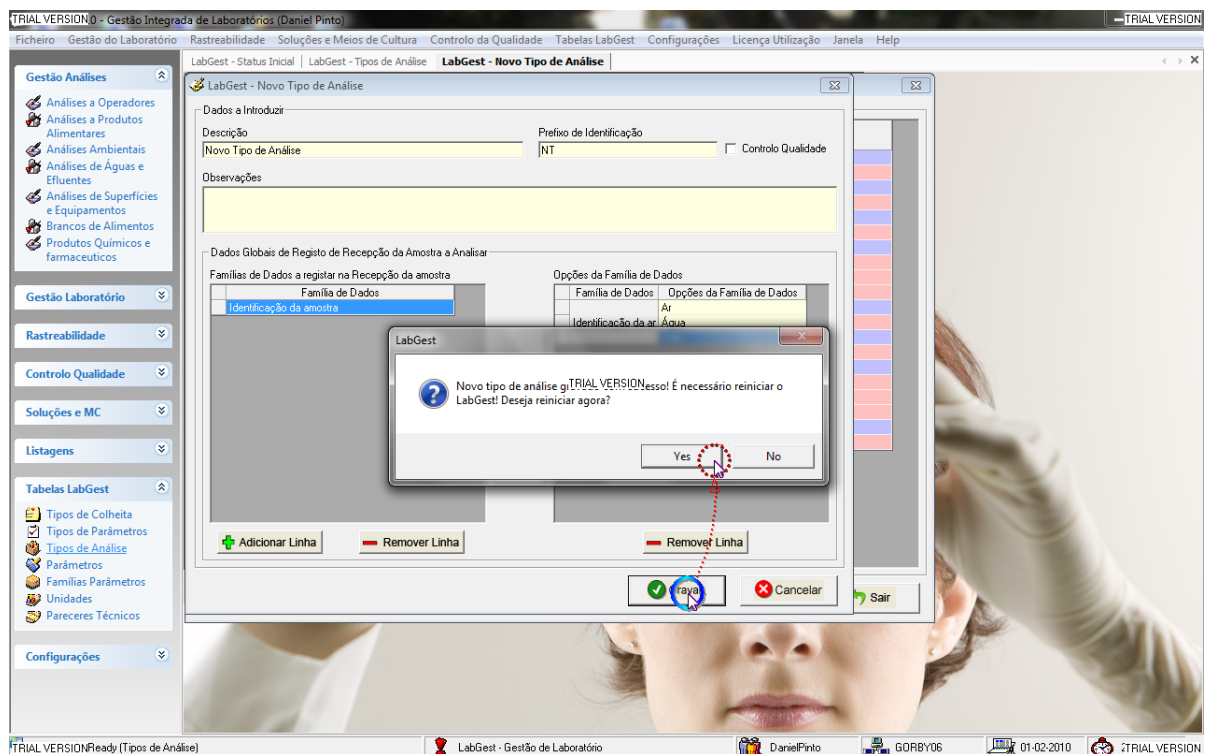 TRIAL VERSION.0 - Gestão Integrada de Laboratórios (Daniel Pinto)
TRIAL VERSION
Ficheiro Gestão do Laboratório Rastreabilidade Soluções e Meios de Cultura Controlo da Qualidade Tabelas LabGest Configurações Licença Utilização Janela Help
LabGest - Status Inicial LabGest - Tipos de Análise LabGest - Novo Tipo de Análise
Gestão Análises
Análises a Operadores
Análises a Produtos
Alimentares
Análises Ambientais
Análises de Águas e
Efluentes
Análises de Superfícies
e Equipamentos
Brancos de Alimentos
Produtos Químicos e
farmaceuticos
Gestão Laboratório
Rastreabilidade
Controlo Qualidade
Soluções e MC
Listagens
Tabelas LabGest
Tipos de Colheita
Tipos de Parâmetros
Tipos de Análise
Parâmetros
Famílias Parâmetros
Unidades
Pareceres Técnicos
Configurações
LabGest - Novo Tipo de Análise
Dados a Introduzir
Descrição
Prefixo de Identificação
Novo Tipo de Análise
NT
Controlo Qualidade
Observações
Dados Globais de Registo de Recepção da Amostra a Analisar
Famílias de Dados a registar na Recepção da amostra
Opções da Família de Dados
Família de Dados
Família de Dados Opções da Família de Dados
Identificação da amostra
Ar
Identificação da ar Água
LabGest
Novo tipo de análise TRIAL VERSION É necessário reiniciar o
LabGest! Deseja reiniciar agora?
Yes
No
Adicionar Linha
Remover Linha
Remover Linha
Gravar
Cancelar
Sair
TRIAL VERSIONReady (Tipos de Análise)
LabGest - Gestão de Laboratório
DanielPinto
GORBY06
01-02-2010
TRIAL VERSION